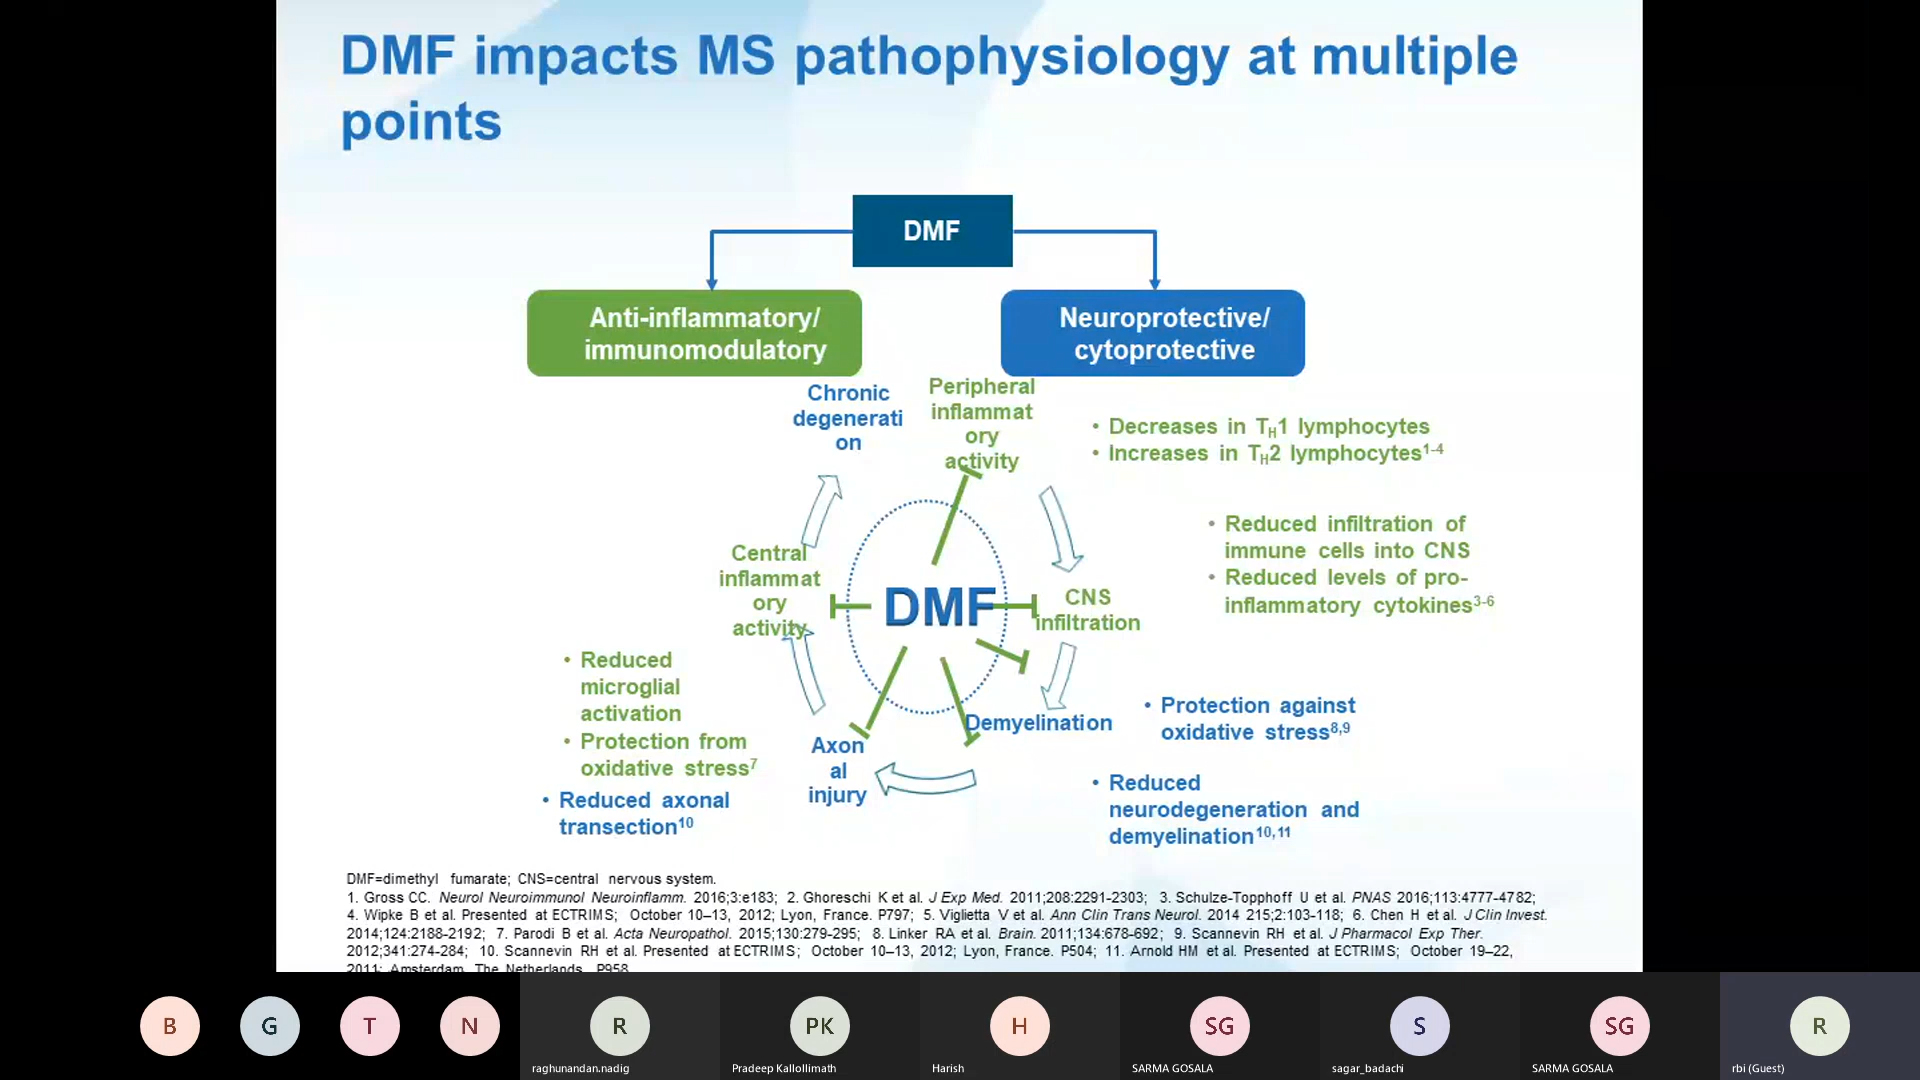 DMF impacts MS pathophysiology at multiple
points
DMF
Anti-inflammatory/
immunomodulatory
Neuroprotective/
cytoprotective
Chronic
degenerati
on
Peripheral
inflammat
ory
activity
• Decreases in TH1 lymphocytes
• Increases in TH2 lymphocytes1-4
• Reduced infiltration of
immune cells into CNS
• Reduced levels of pro-
inflammatory cytokines3-6
Central
inflammat
ory
activity
DMF
CNS
infiltration
• Reduced
microglial
activation
• Protection from
oxidative stress7
• Reduced axonal
transection10
Axon
al
injury
Demyelination
• Protection against
oxidative stress8,9
• Reduced
neurodegeneration and
demyelination10,11
DMF=dimethyl fumarate; CNS=central nervous system.
1. Gross CC. Neurol Neuroimmunol Neuroinflamm. 2016;3:e183; 2. Ghoreschi K et al. J Exp Med. 2011;208:2291-2303; 3. Schulze-Topphoff U et al. PNAS 2016;113:4777-4782;
4. Wipke B et al. Presented at ECTRIMS; October 10–13, 2012; Lyon, France. P797; 5. Viglietta V et al. Ann Clin Trans Neurol. 2014 215;2:103-118; 6. Chen H et al. J Clin Invest.
2014;124:2188-2192; 7. Parodi B et al. Acta Neuropathol. 2015;130:279-295; 8. Linker RA et al. Brain. 2011;134:678-692; 9. Scannevin RH et al. J Pharmacol Exp Ther.
2012;341:274-284; 10. Scannevin RH et al. Presented at ECTRIMS; October 10–13, 2012; Lyon, France. P504; 11. Arnold HM et al. Presented at ECTRIMS; October 19–22,
2011; Amsterdam, The Netherlands. P958
B
G
T
N
R
PK
H
SG
S
SG
R
raghunandan.nadig
Pradeep Kallollimath
Harish
SARMA GOSALA
sagar_badachi
SARMA GOSALA
rbi (Guest)